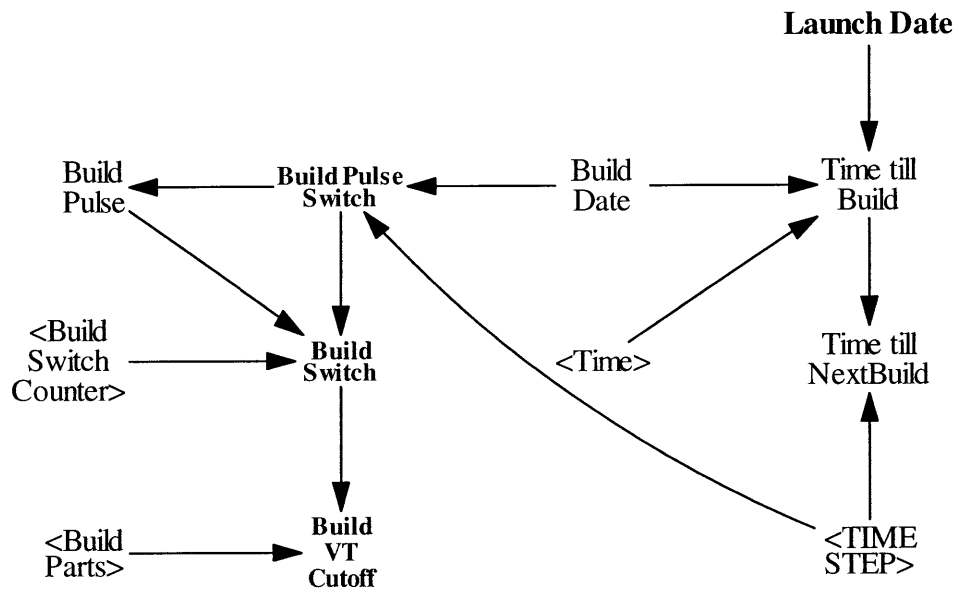 Launch Date
Build
Pulse
Build Pulse
Switch
Build
Date
Time till
Build
<Build
Switch
Counter>
Build
Switch
<Time>
Time till
NextBuild
<Build
Parts>
Build
VT
Cutoff
<TIME
STEP>